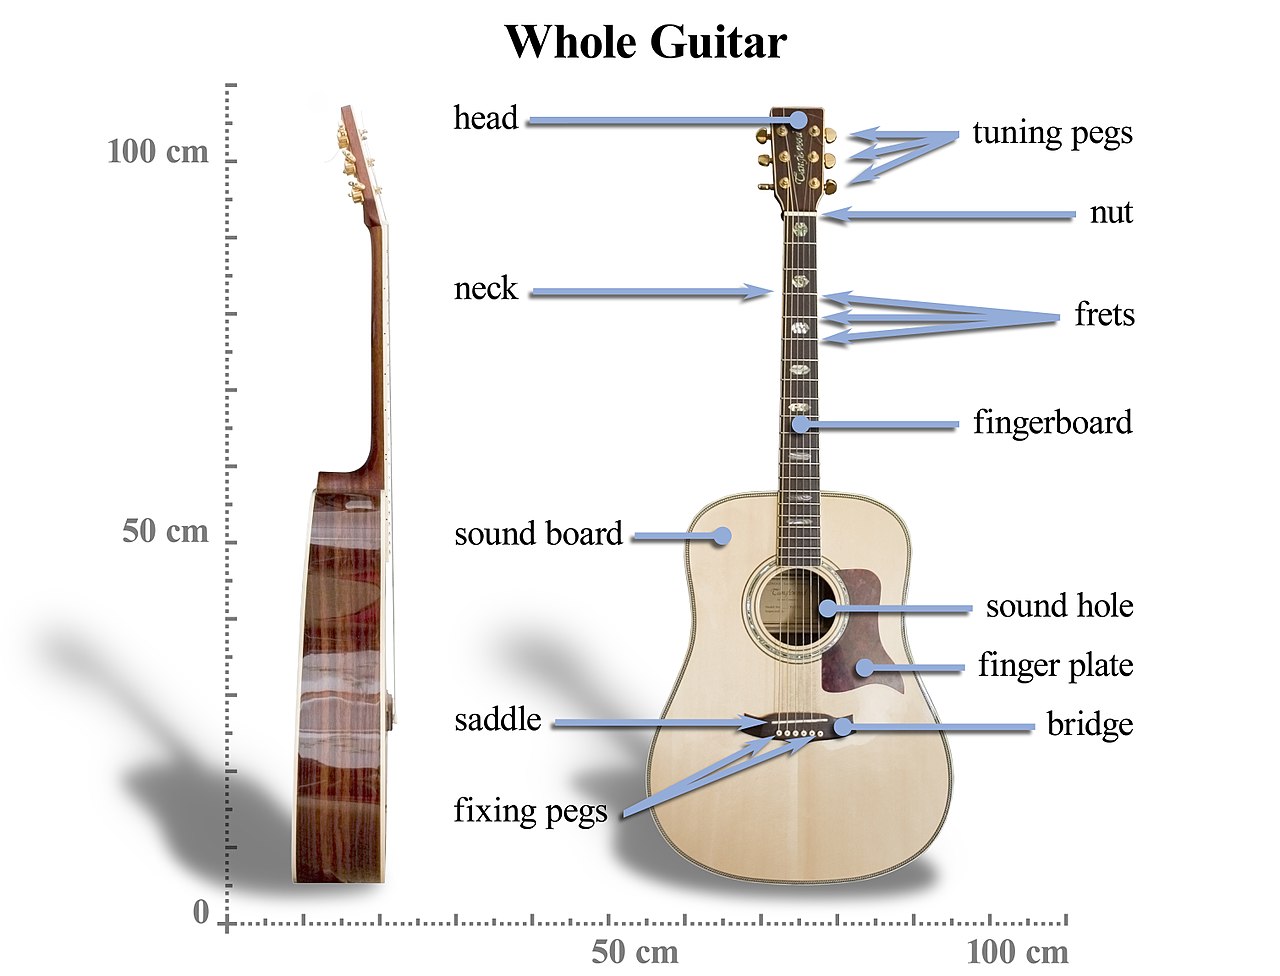 Whole Guitar
head
tuning pegs
nut
neck
frets
fingerboard
sound board
sound hole
finger plate
saddle
bridge
fixing pegs
100 cm
50 cm
0
50 cm
100 cm
Tanglewood